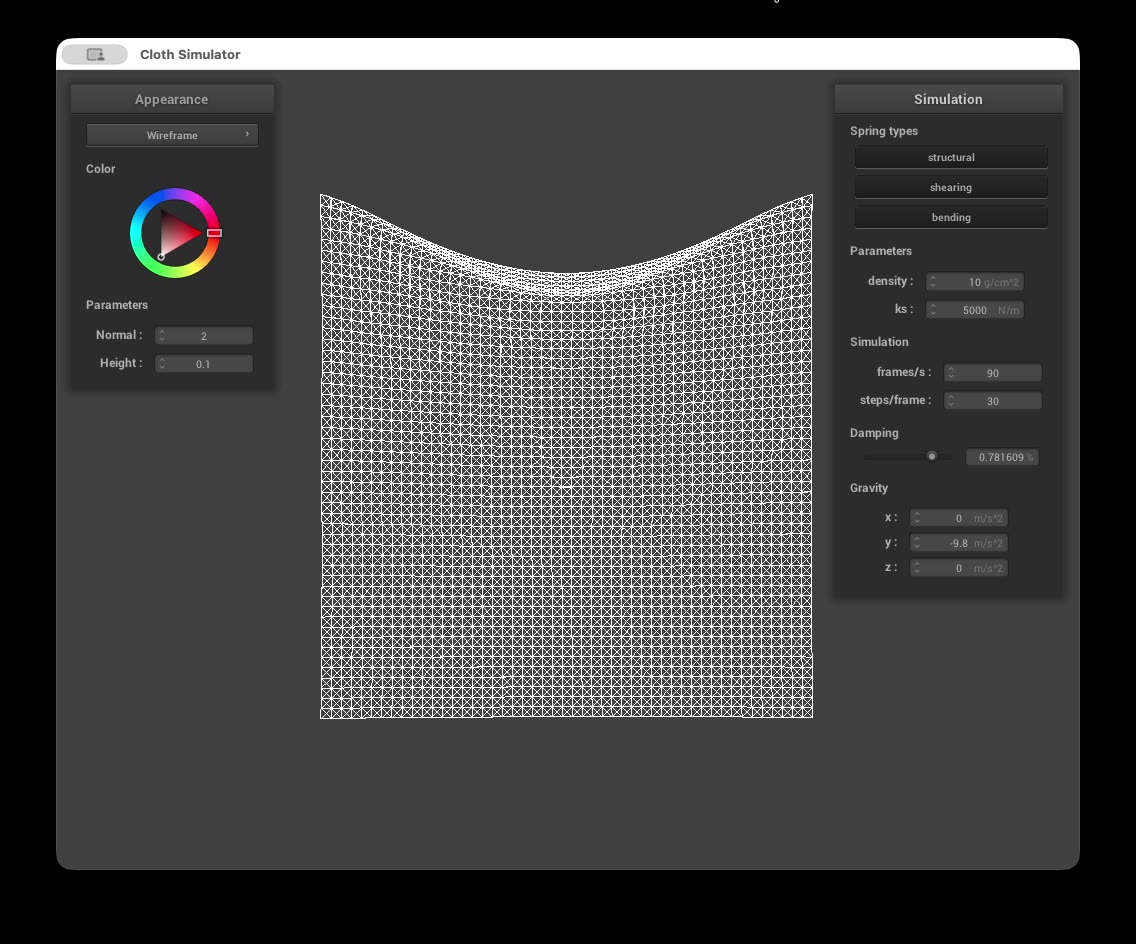 Cloth Simulator
Appearance
Wireframe
Color
Parameters
Normal : 2
Height : 0.1
Simulation
Spring types
structural
shearing
bending
Parameters
density : 10 g/cm^2
ks : 5000 N/m
Simulation
frames/s : 90
steps/frame : 30
Damping
0.781609 %
Gravity
x : 0 m/s^2
y : -9.8 m/s^2
z : 0 m/s^2